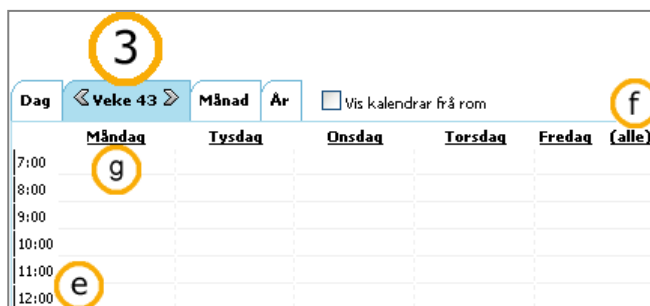 3
Dag Veke 43 Månad År Vis kalendrar frå rom f
Måndag Tysdag Onsdag Torsdag Fredag (alle)
7:00 g
8:00
9:00
10:00
11:00 e
12:00